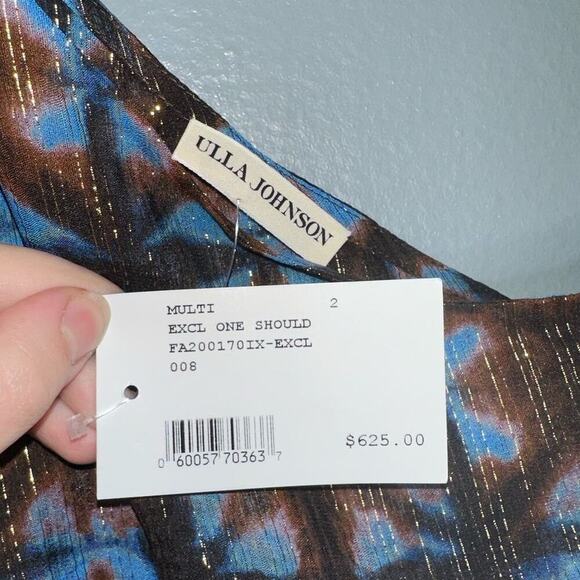 ULLA JOHNSON
MULTI 2
EXCL ONE SHOULD
FA200170IX-EXCL
008
0 60057 70363 7
$625.00